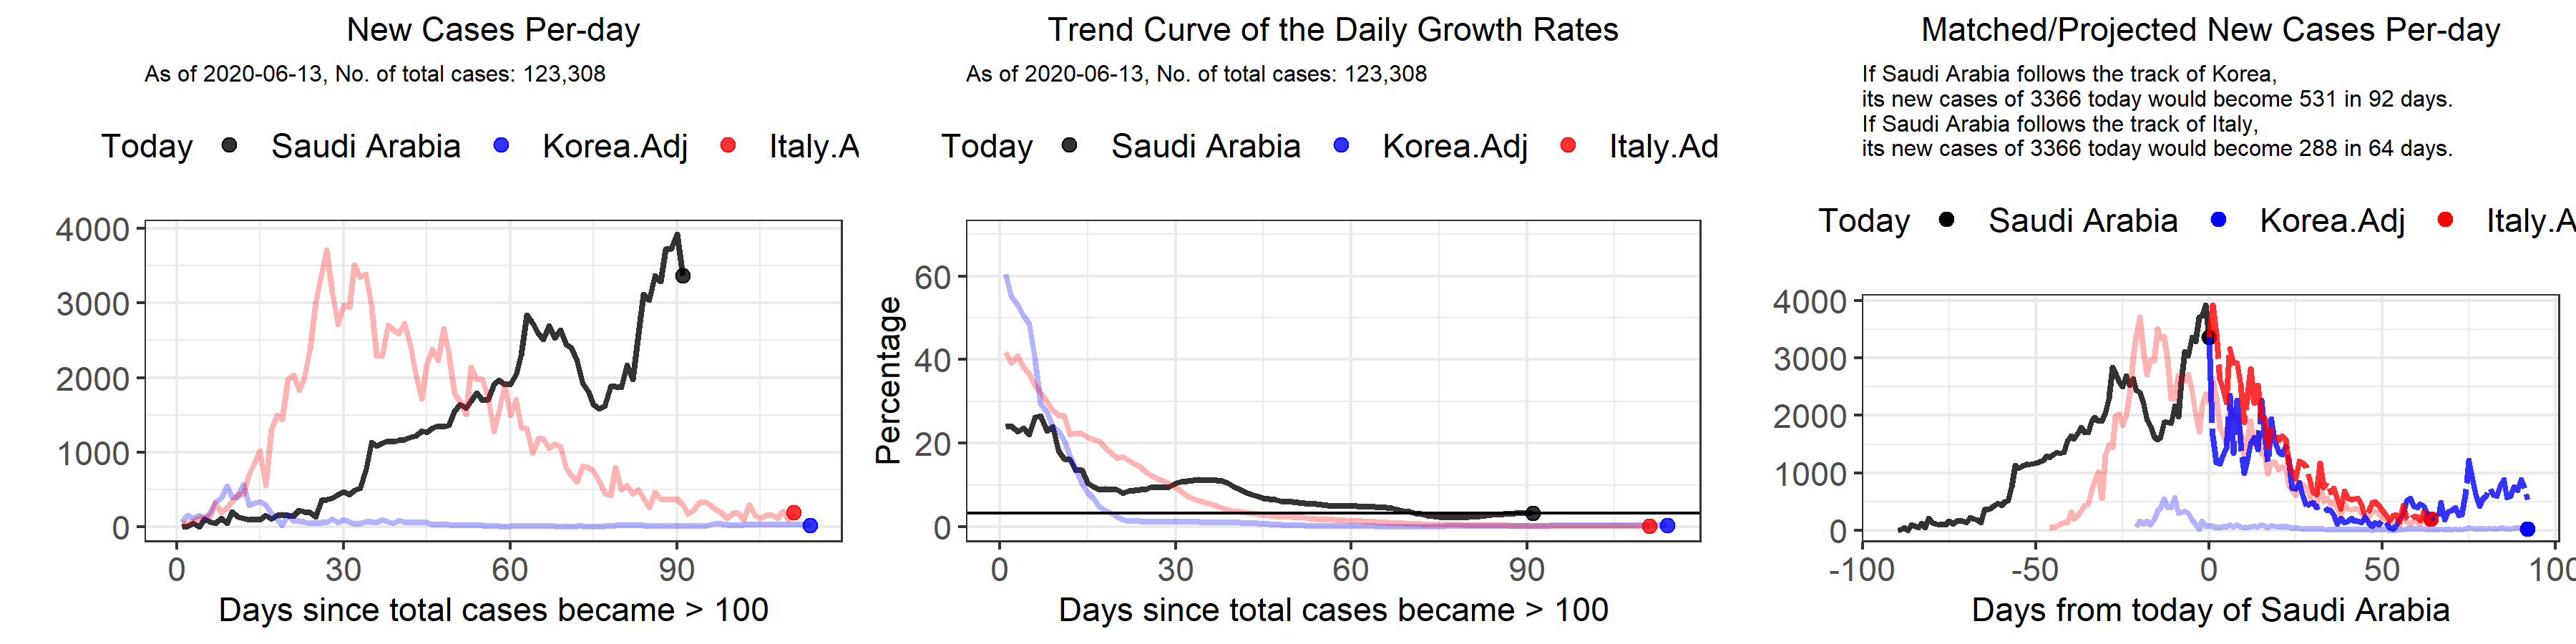 New Cases Per-day
As of 2020-06-13, No. of total cases: 123,308
Today Saudi Arabia Korea.Adj Italy.A
4000
3000
2000
1000
0
0 30 60 90
Days since total cases became > 100
Trend Curve of the Daily Growth Rates
As of 2020-06-13, No. of total cases: 123,308
Today Saudi Arabia Korea.Adj Italy.Ad
Percentage
60
40
20
0
0 30 60 90
Days since total cases became > 100
Matched/Projected New Cases Per-day
If Saudi Arabia follows the track of Korea,
its new cases of 3366 today would become 531 in 92 days.
If Saudi Arabia follows the track of Italy,
its new cases of 3366 today would become 288 in 64 days.
Today Saudi Arabia Korea.Adj Italy.A
4000
3000
2000
1000
0
-100 -50 0 50 100
Days from today of Saudi Arabia